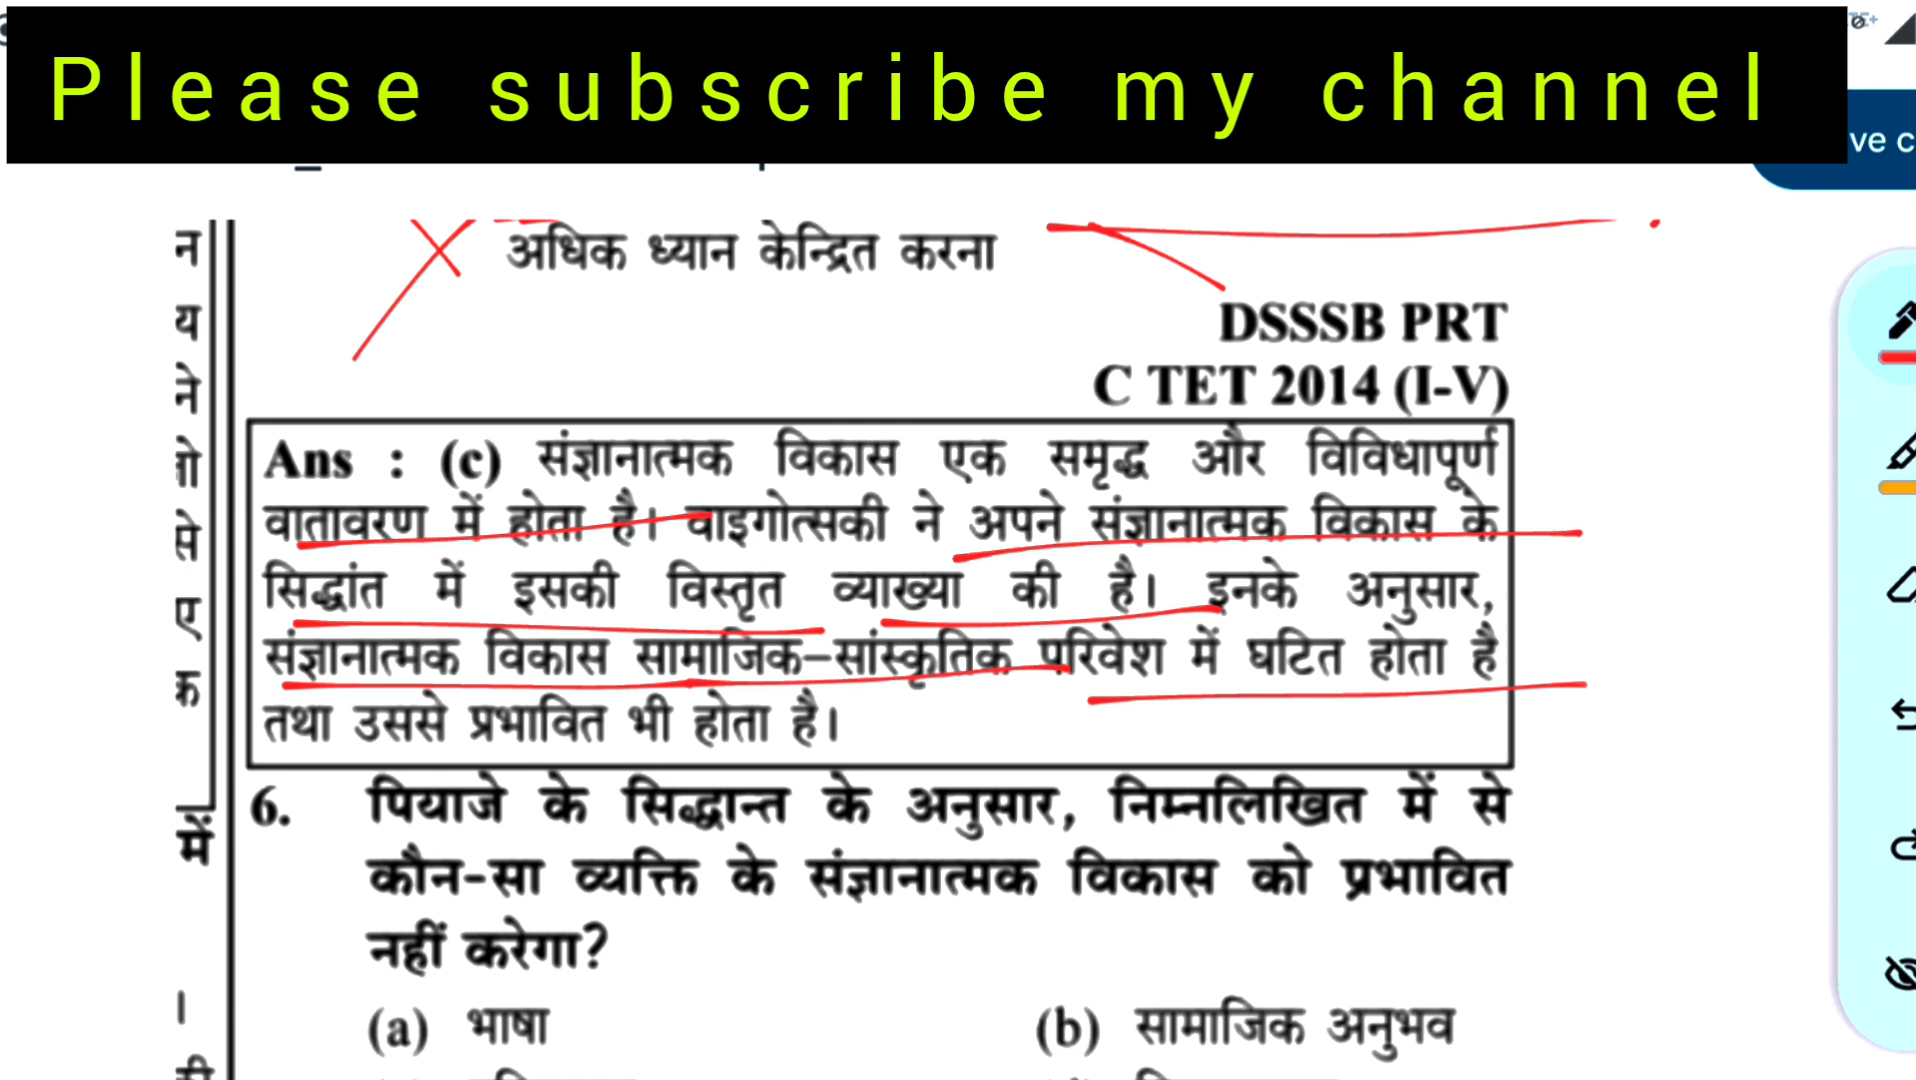 Please subscribe my channel
ve c
अधिक ध्यान केन्द्रित करना
DSSSB PRT
C TET 2014 (I-V)
Ans : (c) संज्ञानात्मक विकास एक समृद्ध और विविधापूर्ण
वातावरण में होता है। वाइगोत्सकी ने अपने संज्ञानात्मक विकास के
सिद्धांत में इसकी विस्तृत व्याख्या की है। इनके अनुसार,
संज्ञानात्मक विकास सामाजिक–सांस्कृतिक परिवेश में घटित होता है
तथा उससे प्रभावित भी होता है।
6. पियाजे के सिद्धान्त के अनुसार, निम्नलिखित में से
कौन-सा व्यक्ति के संज्ञानात्मक विकास को प्रभावित
नहीं करेगा?
(a) भाषा (b) सामाजिक अनुभव
न
य
ने
से
में